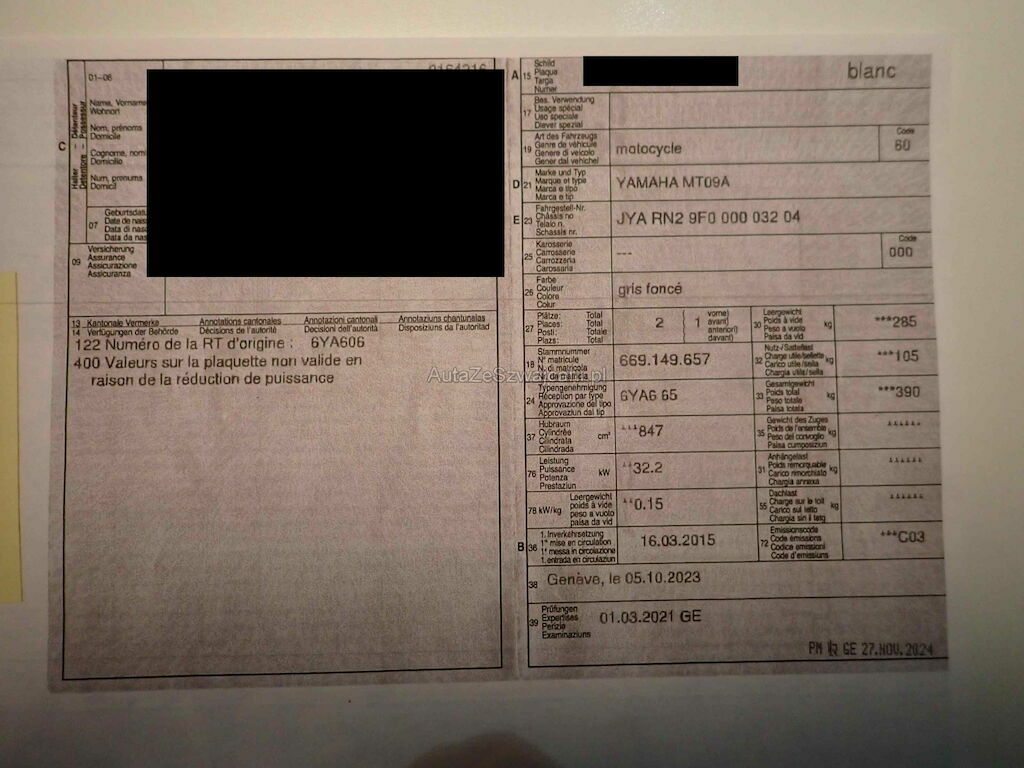 01-06
Halter – Détenteur
Detentore – Possessur
C
Name, Vorname
Wohnort
Nom, prénoms
Domicile
Cognome, nomi
Domicilio
Num, prenums
Domicil
07
Geburtsdatu
Date de nais
Data di nasc
Data da nas
09
Versicherung
Assurance
Assicurazione
Assicuranza
13 Kantonale Vermerke Annotations cantonales Annotazioni cantonali Annotaziuns chantunalas
14 Verfügungen der Behörde Décisions de l'autorité Decisioni dell'autorità Disposiziuns da l'autoritad
122 Numéro de la RT d'origine : 6YA606
400 Valeurs sur la plaquette non valide en
raison de la réduction de puissance
A 15 Schild
Plaque
Targa
Numer
blanc
17 Bes. Verwendung
Usage spécial
Uso speciale
Diever spezial
19 Art des Fahrzeugs
Genre de véhicule
Genere di veicolo
Gener dal vehichel
motocycle
Code
60
D 21 Marke und Typ
Marque et type
Marca e tipo
Marca e tip
YAMAHA MT09A
E 23 Fahrgestell-Nr.
Châssis no
Telaio n.
Schassis nr.
JYA RN2 9F0 000 032 04
25 Karosserie
Carrosserie
Carrozzeria
Carossaria
---
Code
000
26 Farbe
Couleur
Colore
Colur
gris foncé
27 Plätze: Total
Places: Total
Posti: Totale
Plazs: Total
2
1
vorne)
avant)
anteriori)
davant)
30 Leergewicht
Poids à vide
Peso a vuoto
Paisa da vid
kg
***285
18 Stammnummer
N° matricule
N. di matricola
669.149.657
32 Nutz-/Sattellast
Charge utile/sellette
Carico utile/sella
Chargia utila/sella
kg
***105
24 Typengenehmigung
Réception par type
Approvazione del tipo
Approvaziun dal tip
6YA6 65
33 Gesamtgewicht
Poids total
Peso totale
Paisa totala
kg
***390
37 Hubraum
Cylindrée
Cilindrata
Cilindrada
cm³
***847
35 Gewicht des Zuges
Poids de l'ensemble
Peso del convoglio
Paisa cumposiziun
kg
******
76 Leistung
Puissance
Potenza
Prestaziun
kW
**32.2
31 Anhängelast
Poids remorquable
Carico rimorchiato
Chargia annexa
kg
******
78 kW/kg
Leergewicht
poids à vide
peso a vuoto
paisa da vid
**0.15
55 Dachlast
Charge sur le toit
Carico sul tetto
Chargia sin il tetg
kg
******
B 36 1. Inverkehrsetzung
1re mise en circulation
1a messa in circolazione
1. entrada en circulaziun
16.03.2015
72 Emissionscode
Code émissions
Codice emissioni
Code d'emissiuns
***C03
38 Genève, le 05.10.2023
39 Prüfungen
Expertises
Perizie
Examinaziuns
01.03.2021 GE
GE 27.NOV.2024